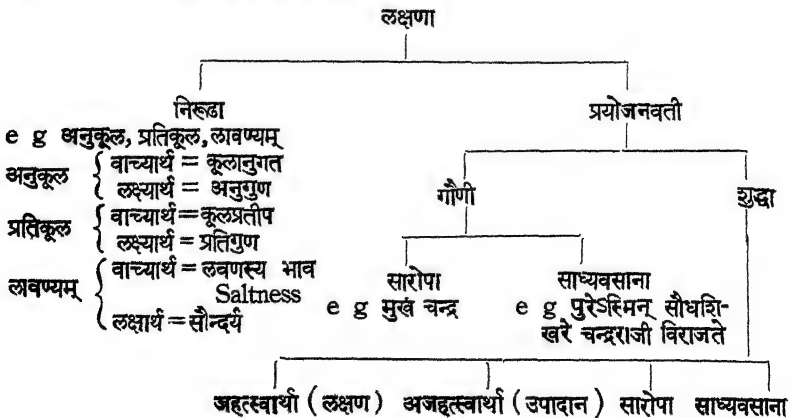 लक्षणा
निरूढा प्रयोजनवती
e g अनुकूल, प्रतिकूल, लावण्यम्
अनुकूल { वाच्यार्थ = कूलानुगत
लक्ष्यार्थ = अनुगुण
प्रतिकूल { वाच्यार्थ = कूलप्रतीप
लक्ष्यार्थ = प्रतिगुण
लावण्यम् { वाच्यार्थ = लवणस्य भाव
Saltness
लक्षार्थ = सौन्दर्य
गौणी शुद्धा
सारोपा साध्यवसाना
e g मुखं चन्द्र e g पुरेऽस्मिन् सौधशि-
खरे चन्द्रराजी विराजते
जहत्स्वार्था ( लक्षण ) अजहत्स्वार्था ( उपादान ) सारोपा साध्यवसाना